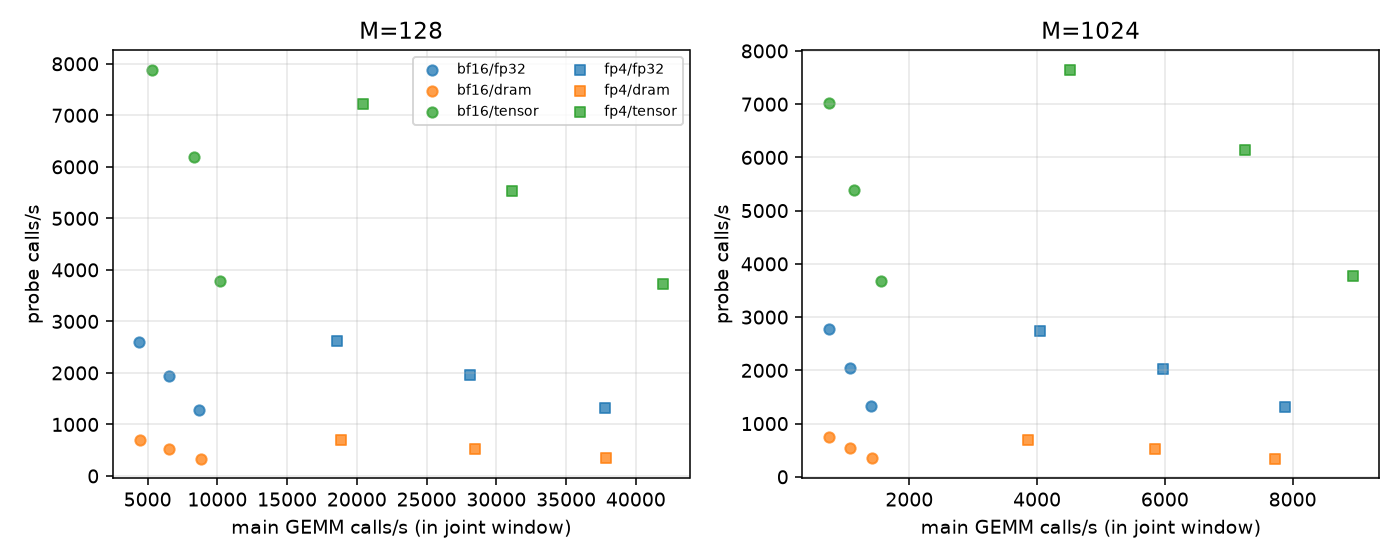 M=128
8000
7000
6000
5000
4000
3000
2000
1000
0
probe calls/s
bf16/fp32 fp4/fp32
bf16/dram fp4/dram
bf16/tensor fp4/tensor
5000 10000 15000 20000 25000 30000 35000 40000
main GEMM calls/s (in joint window)
M=1024
8000
7000
6000
5000
4000
3000
2000
1000
0
probe calls/s
2000 4000 6000 8000
main GEMM calls/s (in joint window)